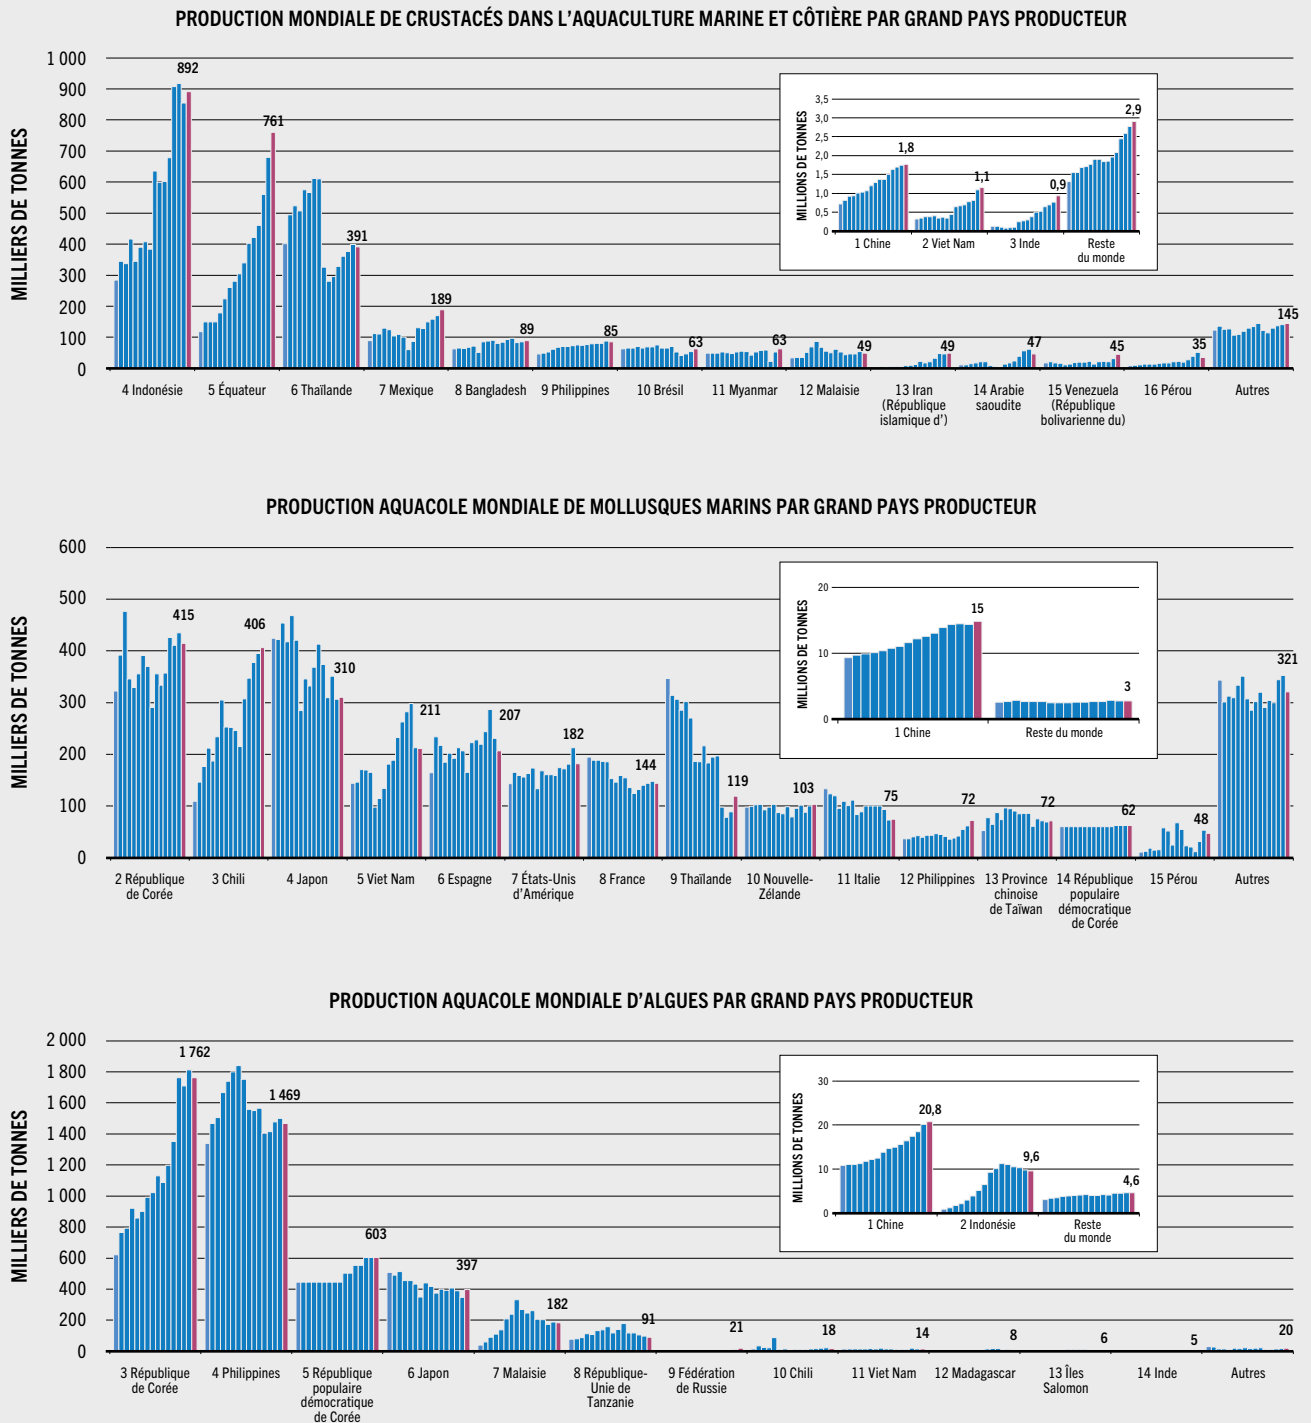 PRODUCTION MONDIALE DE CRUSTACÉS DANS L'AQUACULTURE MARINE ET CÔTIÈRE PAR GRAND PAYS PRODUCTEUR
MILLIERS DE TONNES
1 000
900
800
700
600
500
400
300
200
100
0
892
761
391
189
89
85
63
63
49
49
47
45
35
145
4 Indonésie
5 Équateur
6 Thaïlande
7 Mexique
8 Bangladesh
9 Philippines
10 Brésil
11 Myanmar
12 Malaisie
13 Iran
(République
islamique d')
14 Arabie
saoudite
15 Venezuela
(République
bolivarienne du)
16 Pérou
Autres
MILLIONS DE TONNES
3,5
3,0
2,5
2,0
1,5
1,0
0,5
0
1,8
1,1
0,9
2,9
1 Chine
2 Viet Nam
3 Inde
Reste
du monde
PRODUCTION AQUACOLE MONDIALE DE MOLLUSQUES MARINS PAR GRAND PAYS PRODUCTEUR
MILLIERS DE TONNES
600
500
400
300
200
100
0
415
406
310
211
207
182
144
119
103
75
72
72
62
48
321
2 République
de Corée
3 Chili
4 Japon
5 Viet Nam
6 Espagne
7 États-Unis
d'Amérique
8 France
9 Thaïlande
10 Nouvelle-
Zélande
11 Italie
12 Philippines
13 Province
chinoise
de Taïwan
14 République
populaire
démocratique
de Corée
15 Pérou
Autres
MILLIONS DE TONNES
20
10
0
15
3
1 Chine
Reste du monde
PRODUCTION AQUACOLE MONDIALE D'ALGUES PAR GRAND PAYS PRODUCTEUR
MILLIERS DE TONNES
2 000
1 800
1 600
1 400
1 200
1 000
800
600
400
200
0
1 762
1 469
603
397
182
91
21
18
14
8
6
5
20
3 République
de Corée
4 Philippines
5 République
populaire
démocratique
de Corée
6 Japon
7 Malaisie
8 République-
Unie de
Tanzanie
9 Fédération
de Russie
10 Chili
11 Viet Nam
12 Madagascar
13 Îles
Salomon
14 Inde
Autres
MILLIONS DE TONNES
30
20
10
0
20,8
9,6
4,6
1 Chine
2 Indonésie
Reste
du monde